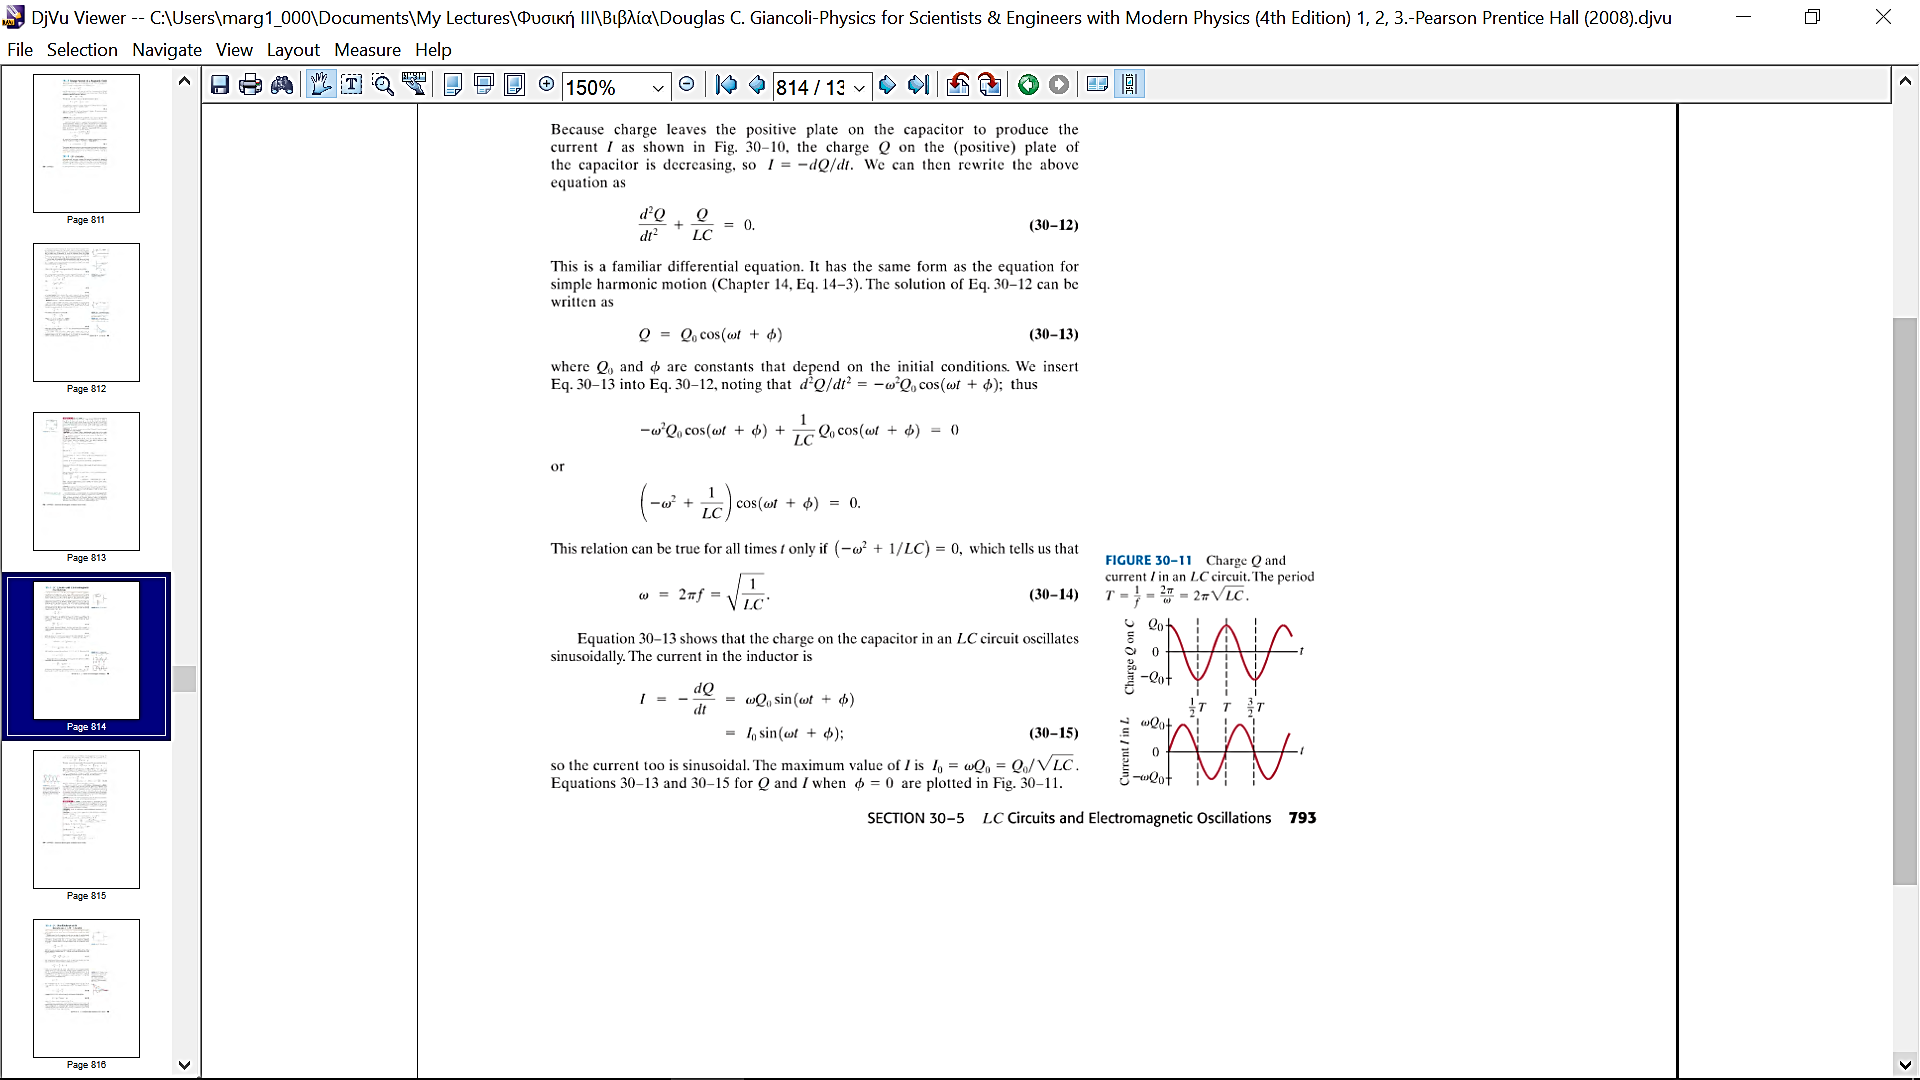 DjVu Viewer -- C:\Users\marg1_000\Documents\My Lectures\Φυσική III\Βιβλία\Douglas C. Giancoli-Physics for Scientists & Engineers with Modern Physics (4th Edition) 1, 2, 3.-Pearson Prentice Hall (2008).djvu
File Selection Navigate View Layout Measure Help
150%
814 / 13
Page 811
Page 812
Page 813
Page 814
Page 815
Page 816
Because charge leaves the positive plate on the capacitor to produce the
current I as shown in Fig. 30–10, the charge Q on the (positive) plate of
the capacitor is decreasing, so I = −dQ/dt. We can then rewrite the above
equation as
d²Q/dt² + Q/LC = 0. (30–12)
This is a familiar differential equation. It has the same form as the equation for
simple harmonic motion (Chapter 14, Eq. 14–3). The solution of Eq. 30–12 can be
written as
Q = Q₀ cos(ωt + ϕ) (30–13)
where Q₀ and ϕ are constants that depend on the initial conditions. We insert
Eq. 30–13 into Eq. 30–12, noting that d²Q/dt² = −ω²Q₀ cos(ωt + ϕ); thus
−ω²Q₀ cos(ωt + ϕ) + 1/LC Q₀ cos(ωt + ϕ) = 0
or
(−ω² + 1/LC) cos(ωt + ϕ) = 0.
This relation can be true for all times t only if (−ω² + 1/LC) = 0, which tells us that
ω = 2πf = √(1/LC). (30–14)
Equation 30–13 shows that the charge on the capacitor in an LC circuit oscillates
sinusoidally. The current in the inductor is
I = − dQ/dt = ωQ₀ sin(ωt + ϕ)
= I₀ sin(ωt + ϕ); (30–15)
so the current too is sinusoidal. The maximum value of I is I₀ = ωQ₀ = Q₀/√LC.
Equations 30–13 and 30–15 for Q and I when ϕ = 0 are plotted in Fig. 30–11.
FIGURE 30–11 Charge Q and
current I in an LC circuit. The period
T = 1/f = 2π/ω = 2π√LC.
Charge Q on C
Q₀
0
−Q₀
t
½T T 3/2T
Current I in L
ωQ₀
0
−ωQ₀
t
SECTION 30–5 LC Circuits and Electromagnetic Oscillations 793